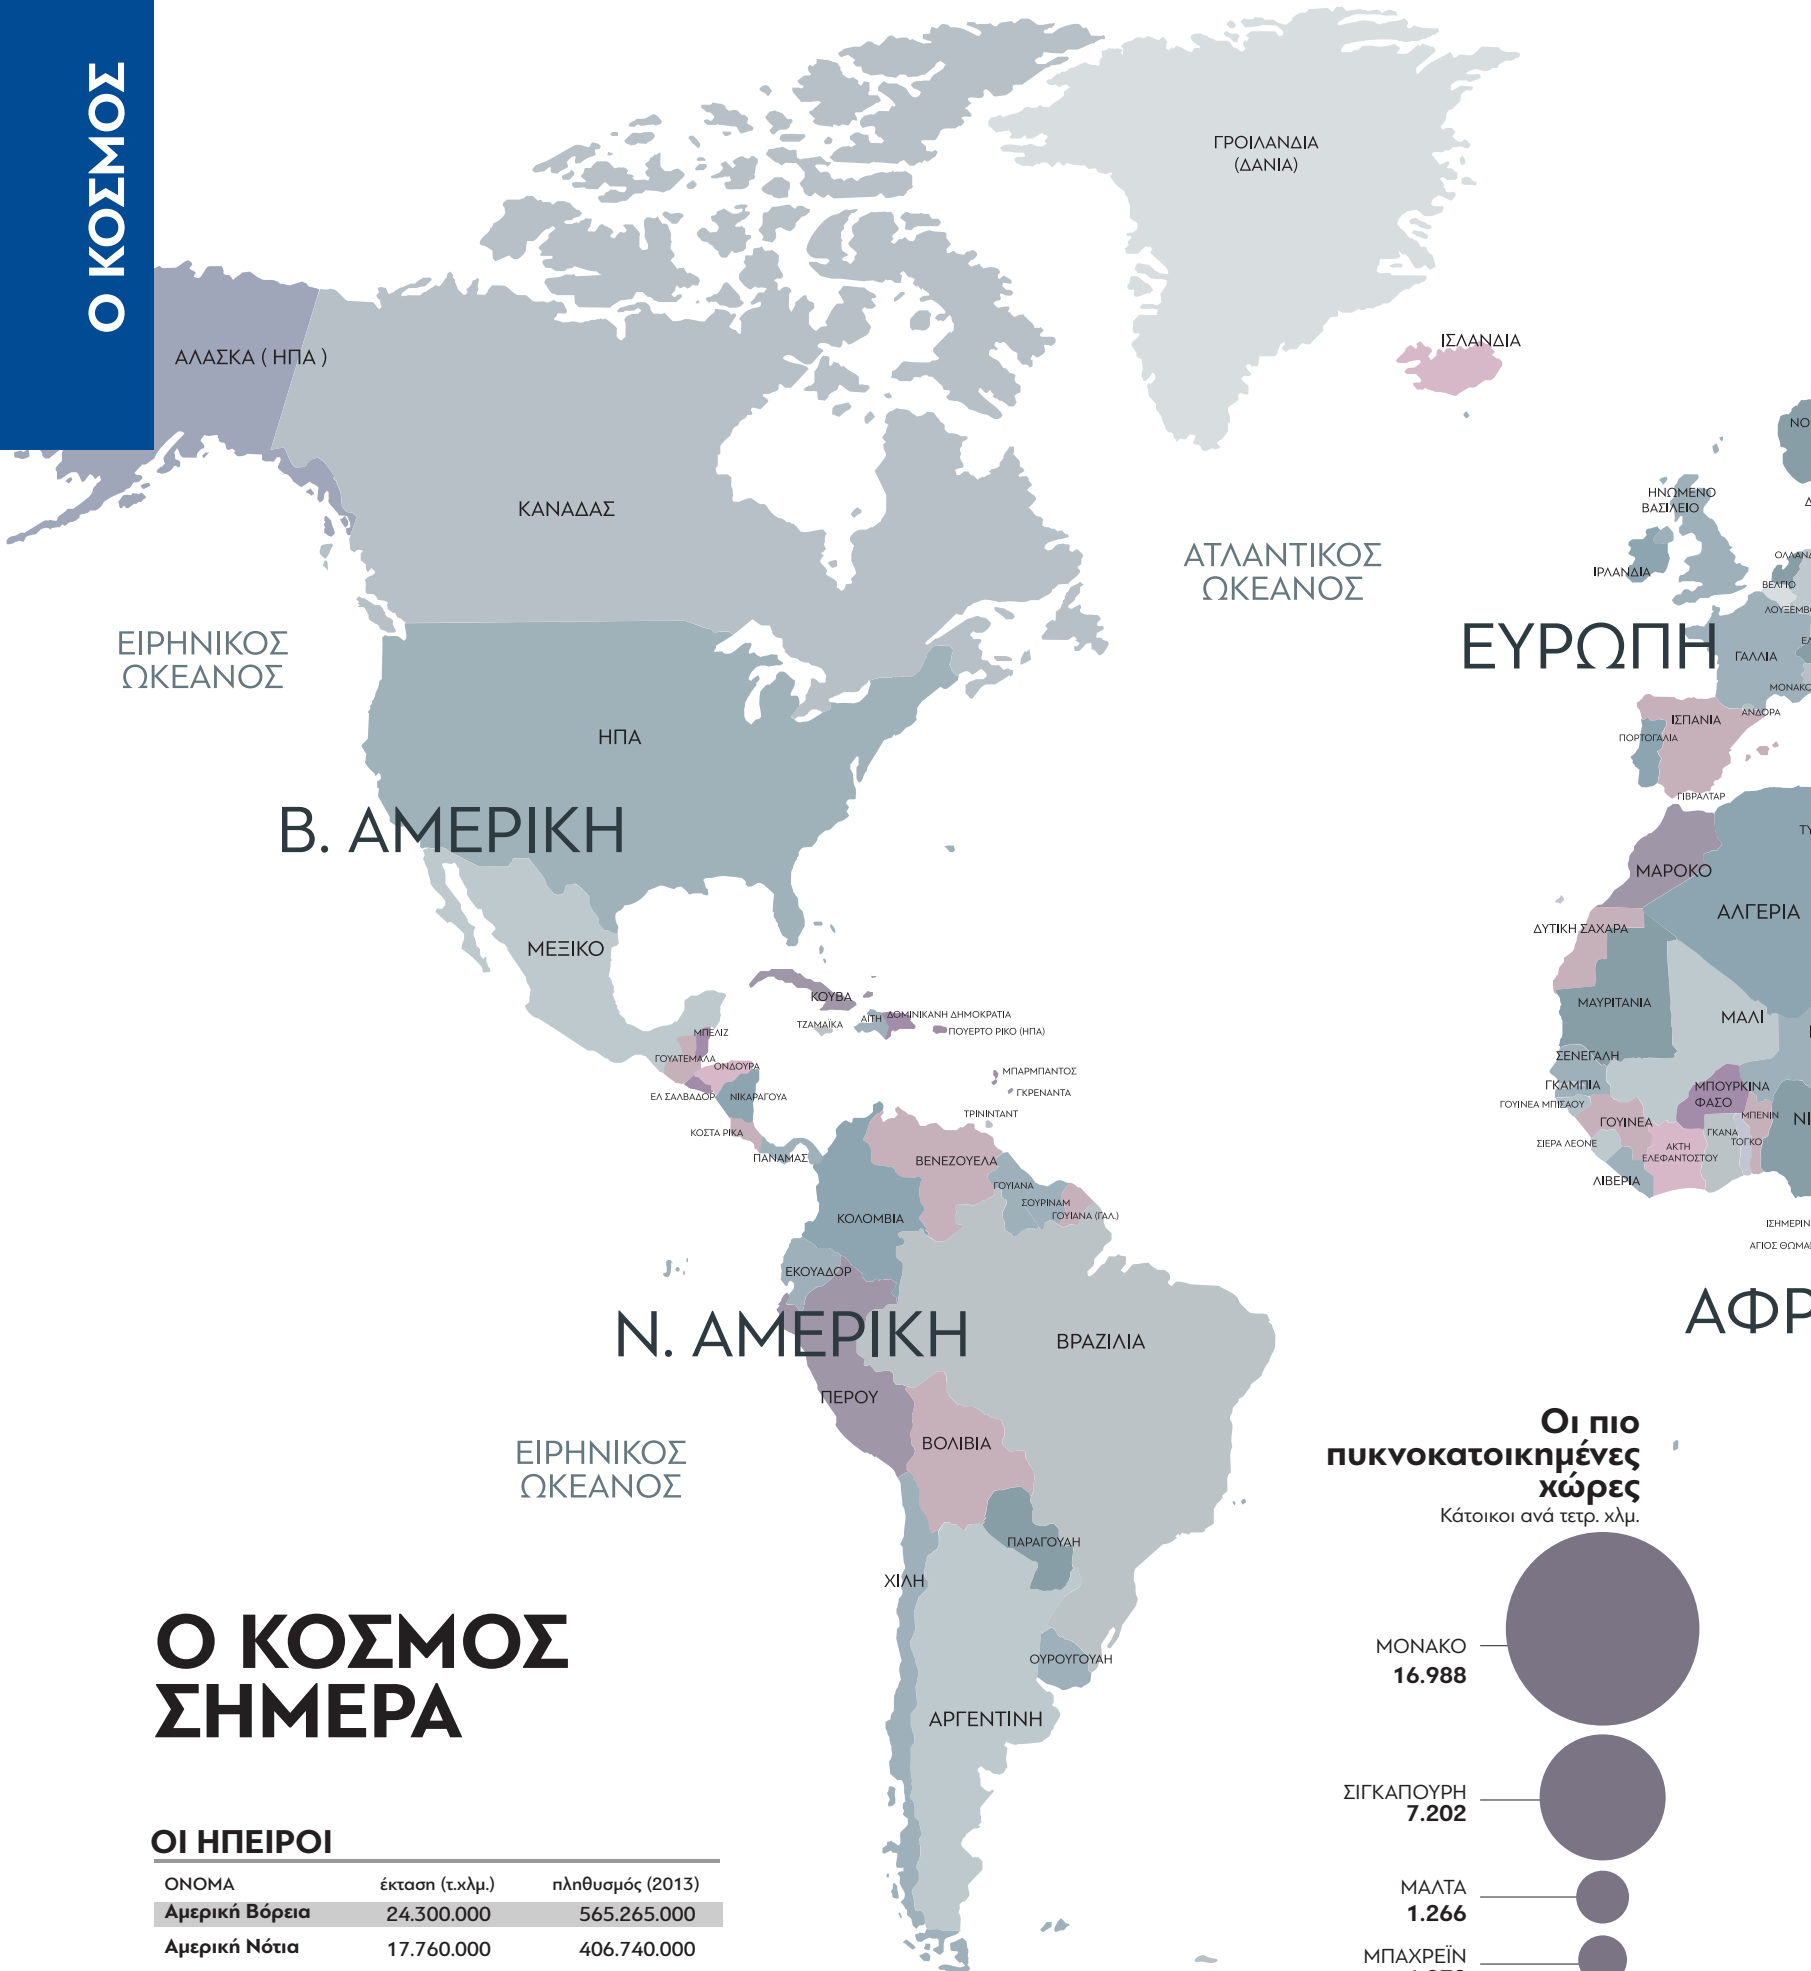 Ο ΚΟΣΜΟΣ
ΓΡΟΙΛΑΝΔΙΑ
(ΔΑΝΙΑ)
ΙΣΛΑΝΔΙΑ
ΑΛΑΣΚΑ ( ΗΠΑ )
ΚΑΝΑΔΑΣ
ΗΝΩΜΕΝΟ
ΒΑΣΙΛΕΙΟ
ΑΤΛΑΝΤΙΚΟΣ
ΩΚΕΑΝΟΣ
ΙΡΛΑΝΔΙΑ
ΒΕΛΓΙΟ
ΕΙΡΗΝΙΚΟΣ
ΩΚΕΑΝΟΣ
ΕΥΡΩΠΗ
ΓΑΛΛΙΑ
ΜΟΝΑΚΟ
ΑΝΔΟΡΑ
ΙΣΠΑΝΙΑ
ΠΟΡΤΟΓΑΛΙΑ
ΗΠΑ
ΓΙΒΡΑΛΤΑΡ
Β. ΑΜΕΡΙΚΗ
ΜΑΡΟΚΟ
ΑΛΓΕΡΙΑ
ΔΥΤΙΚΗ ΣΑΧΑΡΑ
ΜΕΞΙΚΟ
ΚΟΥΒΑ
ΜΑΥΡΙΤΑΝΙΑ
ΜΑΛΙ
ΤΖΑΜΑΪΚΑ
ΑΙΤΗ
ΔΟΜΙΝΙΚΑΝΗ ΔΗΜΟΚΡΑΤΙΑ
ΠΟΥΕΡΤΟ ΡΙΚΟ (ΗΠΑ)
ΜΠΕΛΙΖ
ΓΟΥΑΤΕΜΑΛΑ
ΟΝΔΟΥΡΑ
ΣΕΝΕΓΑΛΗ
ΜΠΑΡΜΠΑΝΤΟΣ
ΓΚΑΜΠΙΑ
ΜΠΟΥΡΚΙΝΑ
ΦΑΣΟ
ΕΛ ΣΑΛΒΑΔΟΡ
ΝΙΚΑΡΑΓΟΥΑ
ΓΚΡΕΝΑΝΤΑ
ΓΟΥΙΝΕΑ ΜΠΙΣΑΟΥ
ΤΡΙΝΙΝΤΑΝΤ
ΓΟΥΙΝΕΑ
ΜΠΕΝΙΝ
ΚΟΣΤΑ ΡΙΚΑ
ΓΚΑΝΑ
ΤΟΓΚΟ
ΣΙΕΡΑ ΛΕΟΝΕ
ΑΚΤΗ
ΕΛΕΦΑΝΤΟΣΤΟΥ
ΠΑΝΑΜΑΣ
ΒΕΝΕΖΟΥΕΛΑ
ΛΙΒΕΡΙΑ
ΓΟΥΙΑΝΑ
ΣΟΥΡΙΝΑΜ
ΓΟΥΙΑΝΑ (ΓΑΛ.)
ΚΟΛΟΜΒΙΑ
ΕΚΟΥΑΔΟΡ
Ν. ΑΜΕΡΙΚΗ
ΒΡΑΖΙΛΙΑ
ΠΕΡΟΥ
ΒΟΛΙΒΙΑ
ΕΙΡΗΝΙΚΟΣ
ΩΚΕΑΝΟΣ
ΠΑΡΑΓΟΥΑΗ
ΧΙΛΗ
ΟΥΡΟΥΓΟΥΑΗ
ΑΡΓΕΝΤΙΝΗ
Οι πιο
πυκνοκατοικημένες
χώρες
Κάτοικοι ανά τετρ. χλμ.
ΜΟΝΑΚΟ
16.988
ΣΙΓΚΑΠΟΥΡΗ
7.202
ΜΑΛΤΑ
1.266
ΜΠΑΧΡΕΪΝ
Ο ΚΟΣΜΟΣ
ΣΗΜΕΡΑ
ΟΙ ΗΠΕΙΡΟΙ
ΟΝΟΜΑ έκταση (τ.χλμ.) πληθυσμός (2013)
Αμερική Βόρεια 24.300.000 565.265.000
Αμερική Νότια 17.760.000 406.740.000